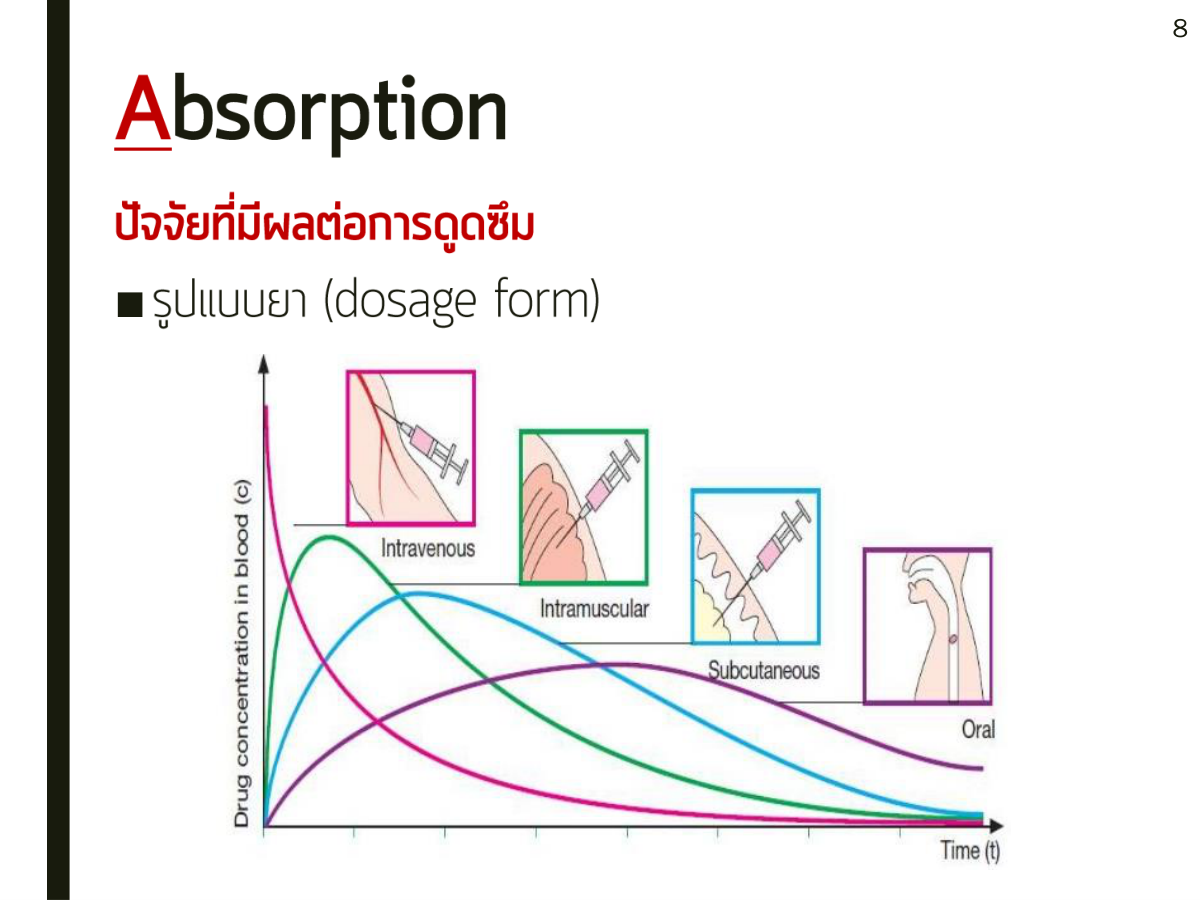 8
Absorption
ปัจจัยที่มีผลต่อการดูดซึม
■ รูปแบบยา (dosage form)
Drug concentration in blood (c)
Intravenous
Intramuscular
Subcutaneous
Oral
Time (t)